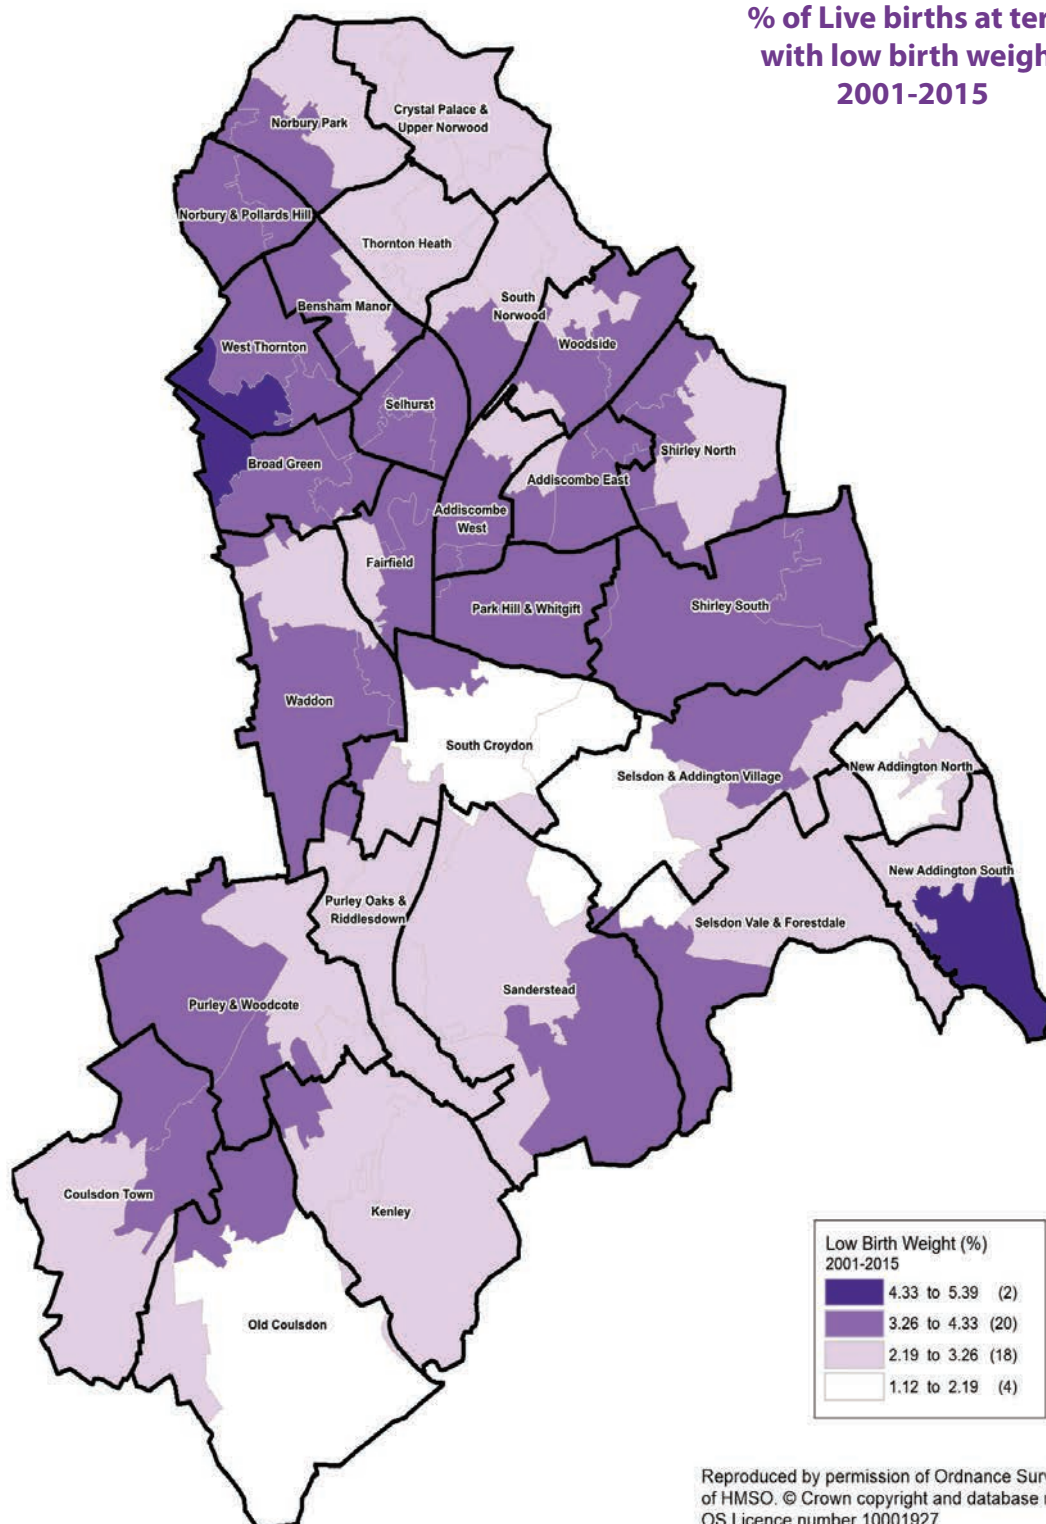 % of Live births at ter
with low birth weigh
2001-2015
Crystal Palace &
Upper Norwood
Norbury Park
Norbury & Pollards Hill
Thornton Heath
Bensham Manor
South
Norwood
West Thornton
Woodside
Selhurst
Shirley North
Broad Green
Addiscombe East
Addiscombe
West
Fairfield
Park Hill & Whitgift
Shirley South
Waddon
South Croydon
Selsdon & Addington Village
New Addington North
New Addington South
Purley Oaks &
Riddlesdown
Selsdon Vale & Forestdale
Sanderstead
Purley & Woodcote
Coulsdon Town
Kenley
Old Coulsdon
Low Birth Weight (%)
2001-2015
4.33 to 5.39 (2)
3.26 to 4.33 (20)
2.19 to 3.26 (18)
1.12 to 2.19 (4)
Reproduced by permission of Ordnance Sur
of HMSO. © Crown copyright and database
OS Licence number 10001927